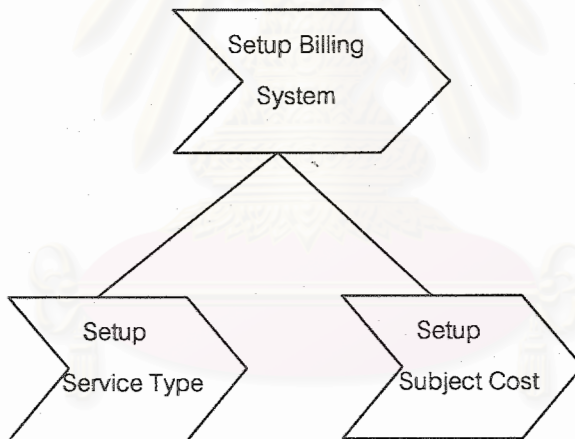 Setup Billing
System
Setup
Service Type
Setup
Subject Cost